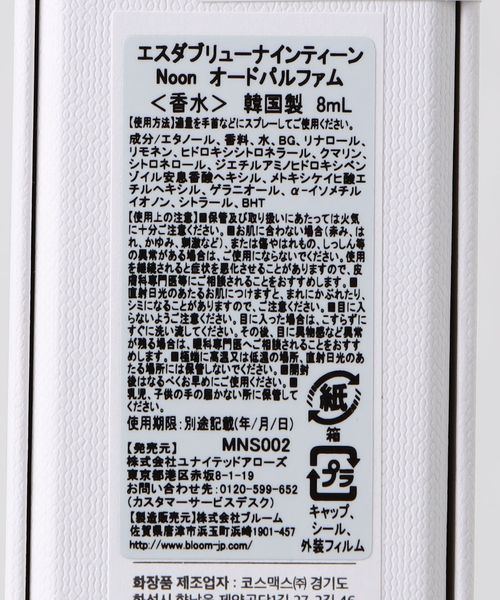 エスダブリューナインティーン
Noon オードパルファム
＜香水＞ 韓国製 8mL
【使用方法】適量を手首などにスプレーしてご使用ください。
成分/エタノール、香料、水、BG、リナロール、
リモネン、ヒドロキシシトロネラール、クマリン、
シトロネロール、ジエチルアミノヒドロキシベン
ゾイル安息香酸ヘキシル、メトキシケイヒ酸エ
チルヘキシル、ゲラニオール、α-イソメチル
イオノン、シトラール、BHT
【使用上の注意】■保管及び取り扱いにあたっては火気
に十分ご注意ください。■お肌に合わない場合(赤み、は
れ、かゆみ、刺激など)、または傷やはれもの、しっしん等
の異常がある場合は、ご使用にならないでください。使用
を継続されると症状を悪化させることがありますので、皮
膚科専門医等にご相談されることをおすすめします。■
直射日光のあたるお肌につけますと、まれにかぶれたり、
シミになることがありますので、ご注意ください。■目に入
らないようご注意ください。目に入った場合は、こすらずに
すぐに洗い流してください。その後、目に異物感など異常
が残る場合は、眼科専門医へご相談されることをおすす
めします。■極端に高温又は低温の場所、直射日光のあ
たる場所には保管しないでください。■開封
後はなるべくお早めにご使用ください。■
乳児、子供の手の届かない所に保管して
ください。
使用期限：別途記載(年/月/日)
紙
箱
【発売元】 MNS002
株式会社ユナイテッドアローズ
東京都港区赤坂8-1-19
お問い合わせ先：0120-599-652
(カスタマーサービスデスク)
プラ
キャップ、
シール、
外装フィルム
【製造販売元】株式会社ブルーム
佐賀県唐津市浜玉町浜崎1901-457
http://www.bloom-jp.com/
화장품 제조업자 : 코스맥스㈜ 경기도
화성시 향남읍 제약공단1길 27-2길 46